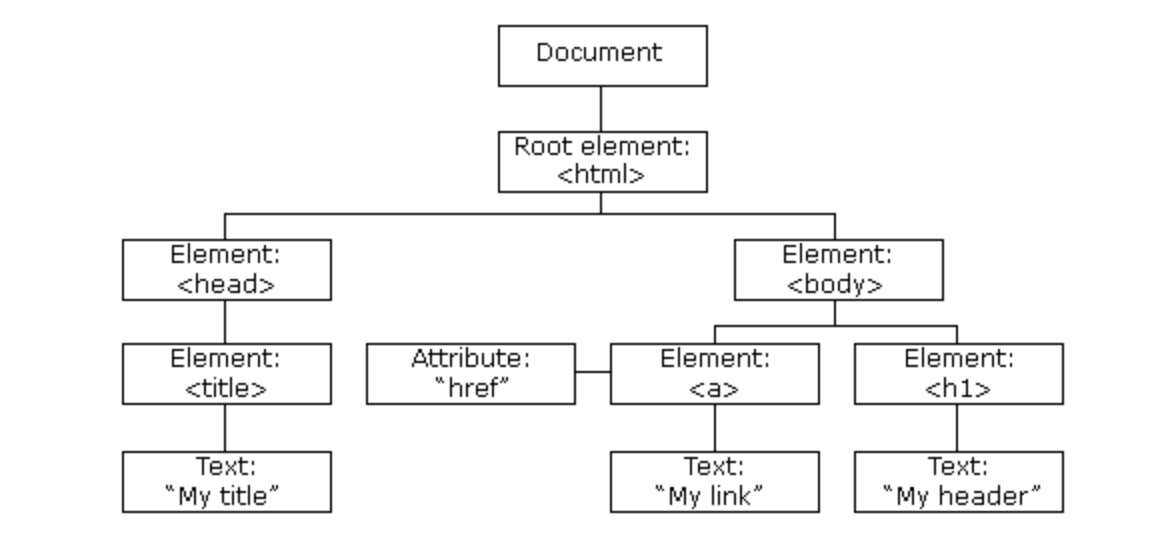 Document
Root element:
<html>
Element:
<head>
Element:
<body>
Element:
<title>
Attribute:
“href”
Element:
<a>
Element:
<h1>
Text:
“My title”
Text:
“My link”
Text:
“My header”